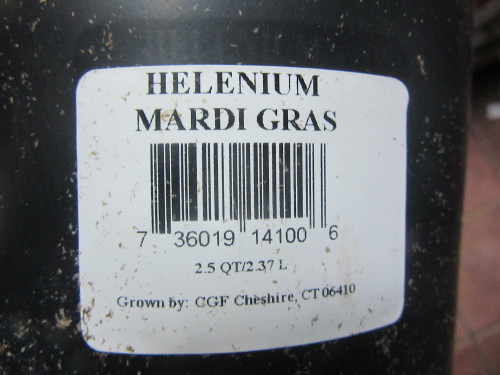 HELENIUM
MARDI GRAS
7 36019 14100 6
2.5 QT/2.37 L
Grown by: CGF Cheshire, CT 06410